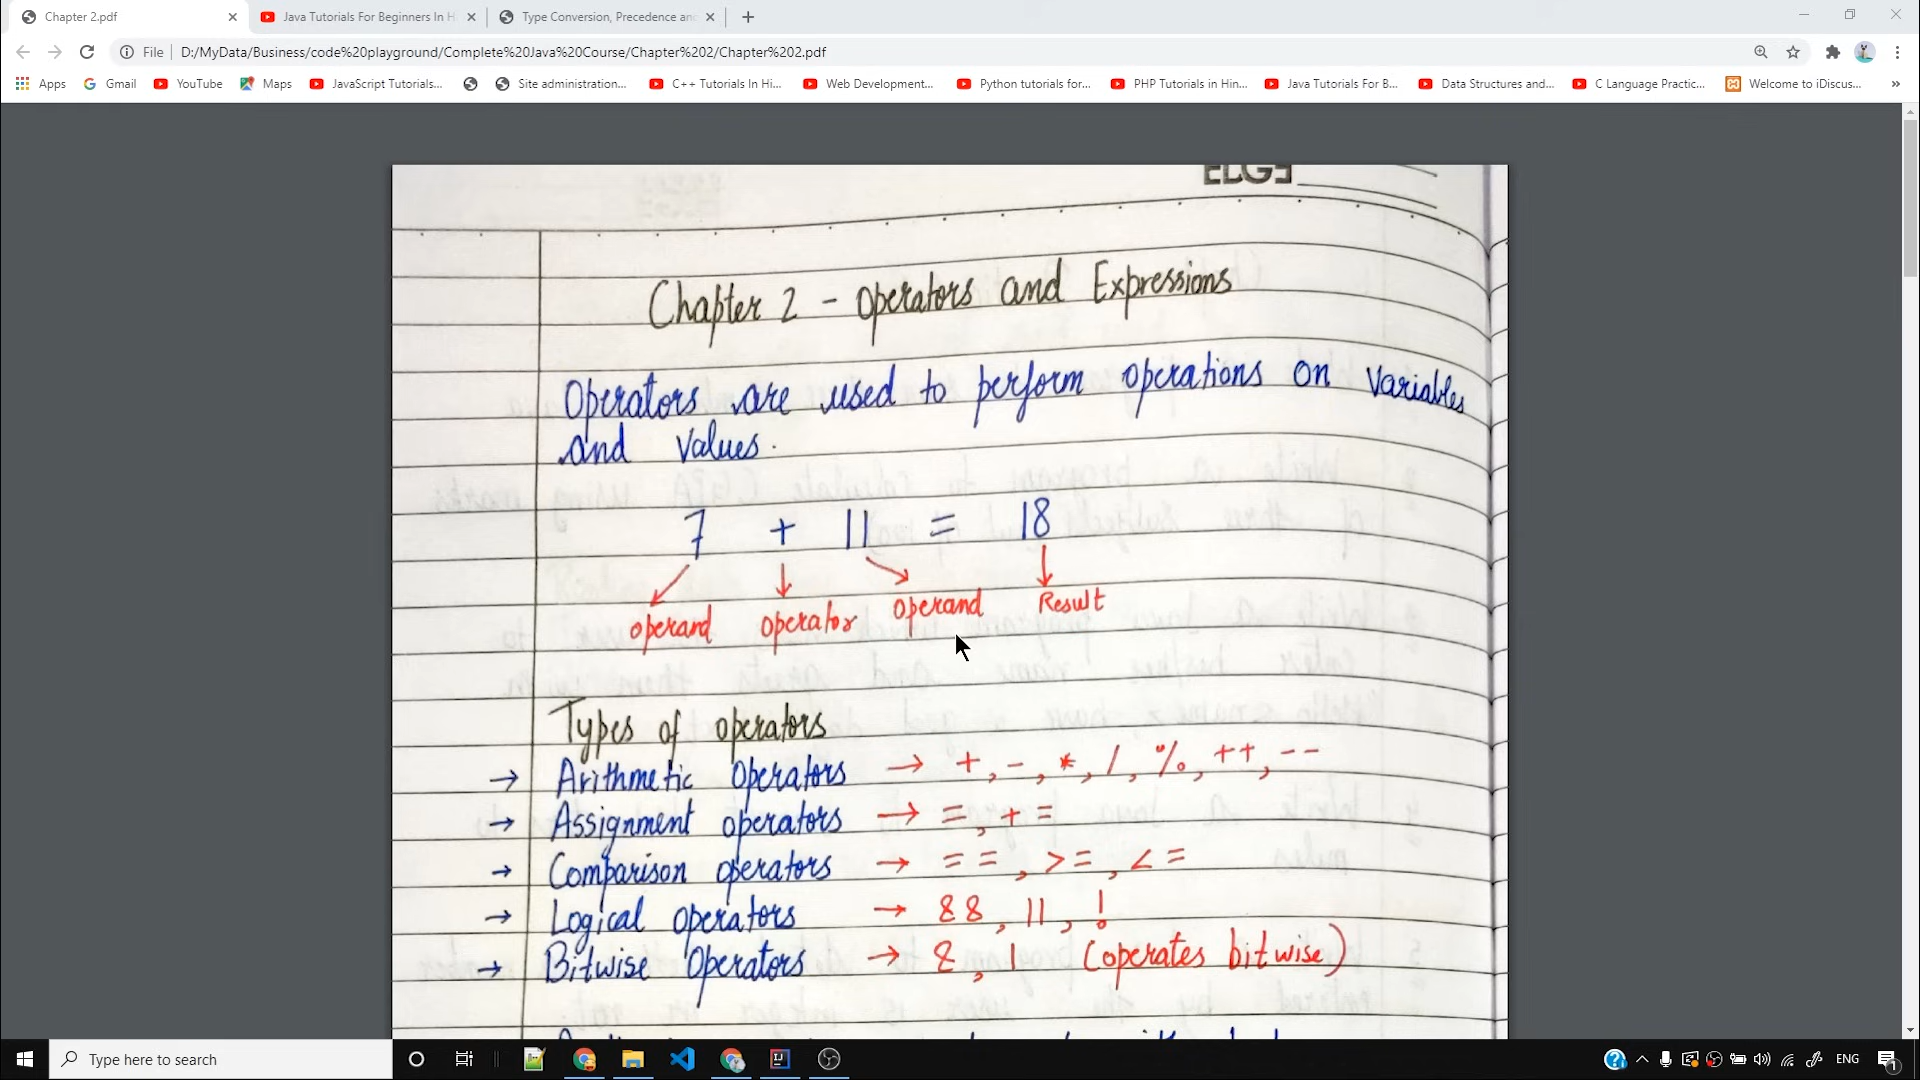 Chapter 2.pdf
Java Tutorials For Beginners In H
Type Conversion, Precedence an
File
D:/MyData/Business/code%20playground/Complete%20Java%20Course/Chapter%202/Chapter%202.pdf
Apps
Gmail
YouTube
Maps
JavaScript Tutorials...
Site administration...
C++ Tutorials In Hi...
Web Development...
Python tutorials for...
PHP Tutorials in Hin...
Java Tutorials For B...
Data Structures and...
C Language Practic...
Welcome to iDiscus...
»
Chapter 2 - Operators and Expressions
Operators are used to perform operations on variables
and values.
7 + 11 = 18
operand operator operand Result
Types of operators
→ Arithmetic Operators → +, -, *, /, %, ++, --
→ Assignment operators → =, +=
→ Comparison operators → ==, >=, <=
→ Logical operators → &&, ||, !
→ Bitwise Operators → &, | (operates bitwise)
Type here to search
ENG
1